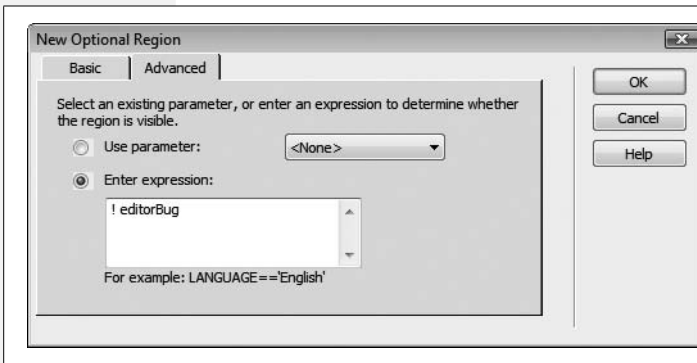 New Optional Region
Basic
Advanced
Select an existing parameter, or enter an expression to determine whether
the region is visible.
Use parameter:
<None>
Enter expression:
! editorBug
For example: LANGUAGE=='English'
OK
Cancel
Help